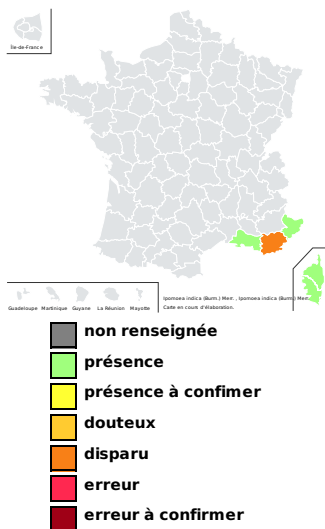 Île-de-France
Guadeloupe Martinique Guyane La Réunion Mayotte
Ipomoea indica (Burm.) Merr. , Ipomoea indica (Burm.) Merr.
Carte en cours d'élaboration.
non renseignée
présence
présence à confimer
douteux
disparu
erreur
erreur à confirmer